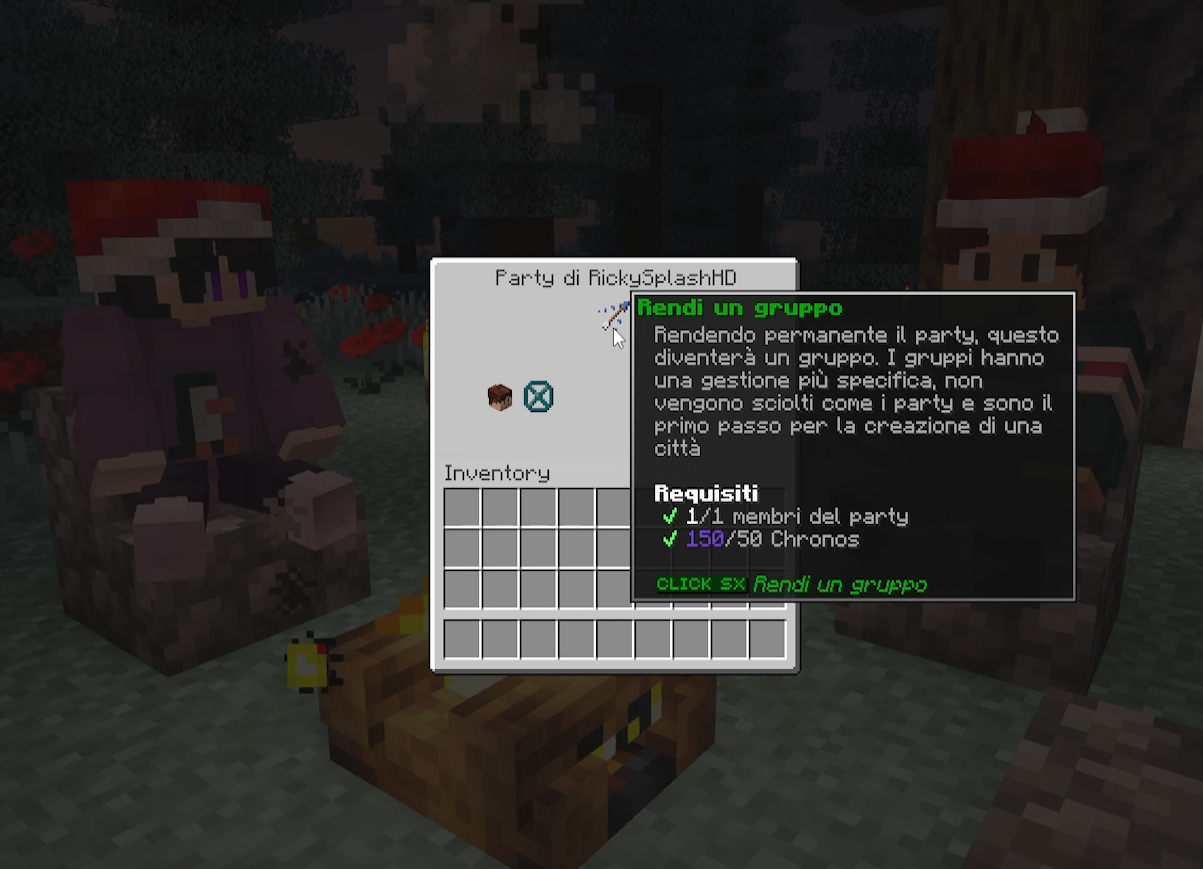 Party di RickySplashHD
Rendi un gruppo
Rendendo permanente il party, questo
diventerà un gruppo. I gruppi hanno
una gestione più specifica, non
vengono sciolti come i party e sono il
primo passo per la creazione di una
città
Requisiti
✓ 1/1 membri del party
✓ 150/50 Chronos
CLICK SX Rendi un gruppo
Inventory